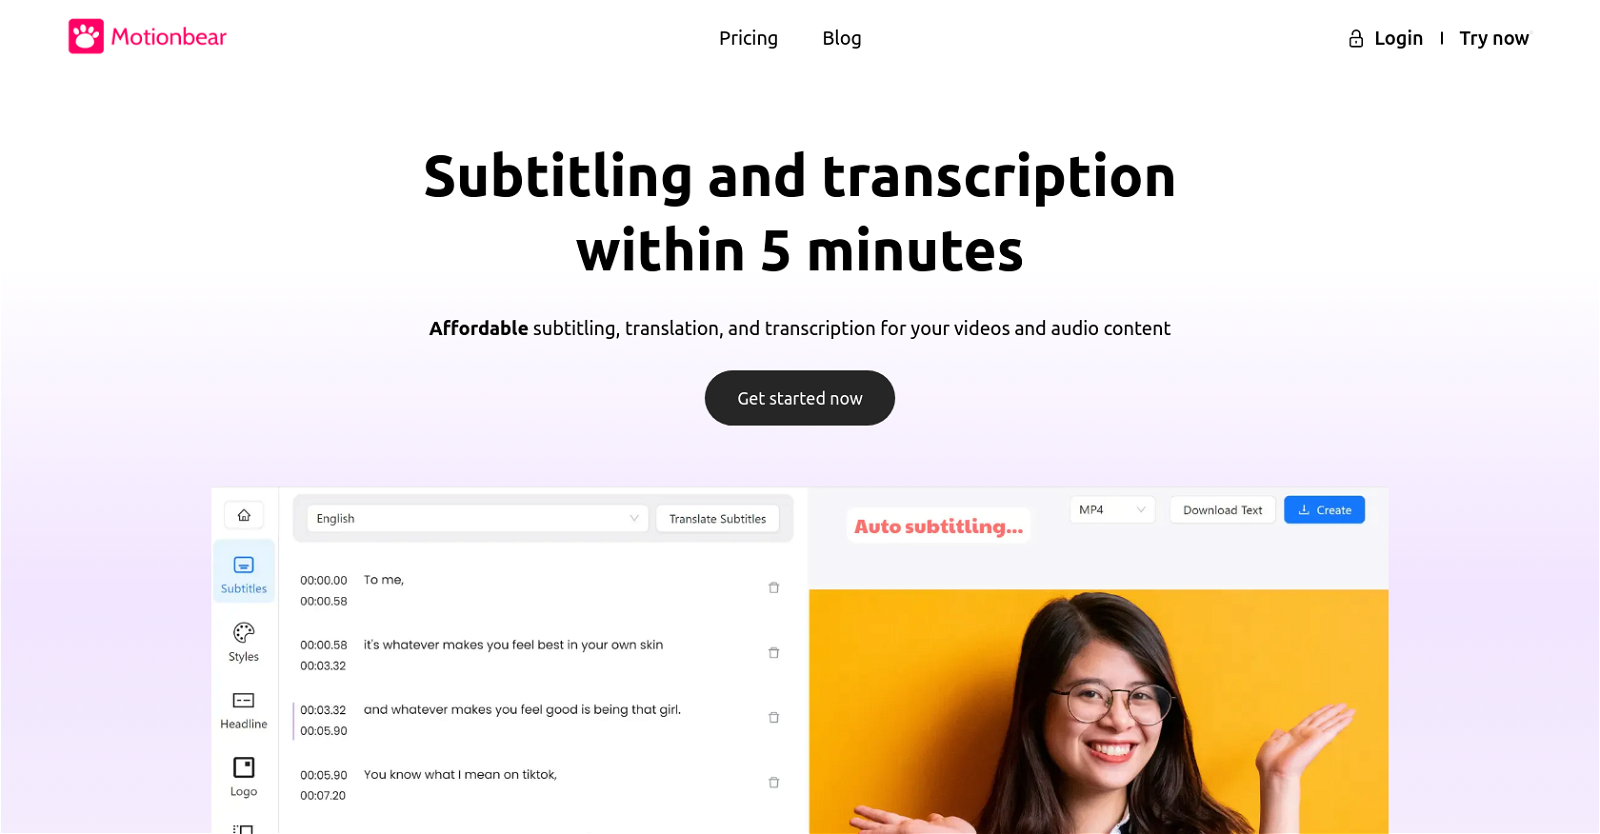 Motionbear
Pricing
Blog
Login
Try now
Subtitling and transcription
within 5 minutes
Affordable subtitling, translation, and transcription for your videos and audio content
Get started now
English
Translate Subtitles
Auto subtitling...
MP4
Download Text
Create
Subtitles
Styles
Headline
Logo
00:00.00 To me,
00:00.58
00:00.58 it's whatever makes you feel best in your own skin
00:03.32
00:03.32 and whatever makes you feel good is being that girl.
00:05.90
00:05.90 You know what I mean on tiktok,
00:07.20